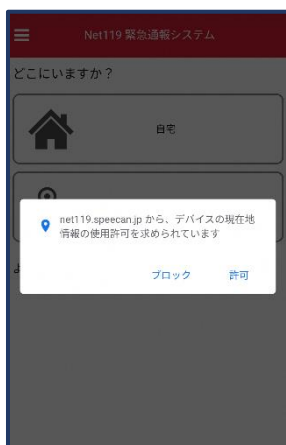 Net119 緊急通報システム
どこにいますか？
自宅
net119.speecan.jp から、デバイスの現在地
情報の使用許可を求められています
ブロック
許可
よ